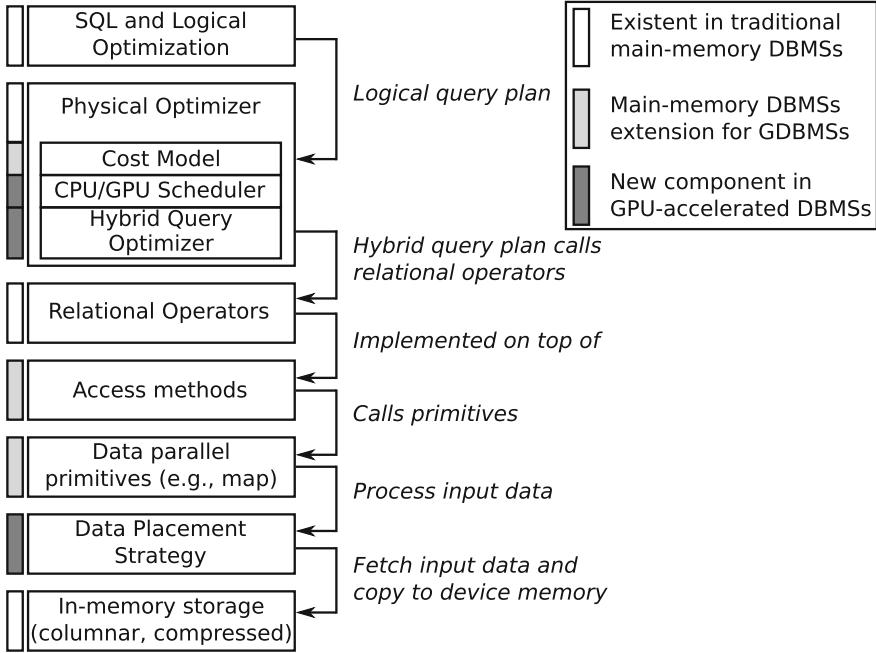 SQL and Logical
Optimization
Logical query plan
Physical Optimizer
Cost Model
CPU/GPU Scheduler
Hybrid Query
Optimizer
Hybrid query plan calls
relational operators
Relational Operators
Implemented on top of
Access methods
Calls primitives
Data parallel
primitives (e.g., map)
Process input data
Data Placement
Strategy
Fetch input data and
copy to device memory
In-memory storage
(columnar, compressed)
Existent in traditional
main-memory DBMSs
Main-memory DBMSs
extension for GDBMSs
New component in
GPU-accelerated DBMSs